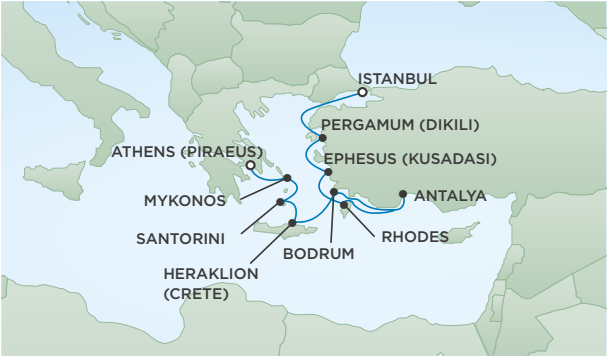 ISTANBUL
PERGAMUM (DIKILI)
ATHENS (PIRAEUS)
EPHESUS (KUSADASI)
MYKONOS
ANTALYA
SANTORINI
RHODES
BODRUM
HERAKLION
(CRETE)